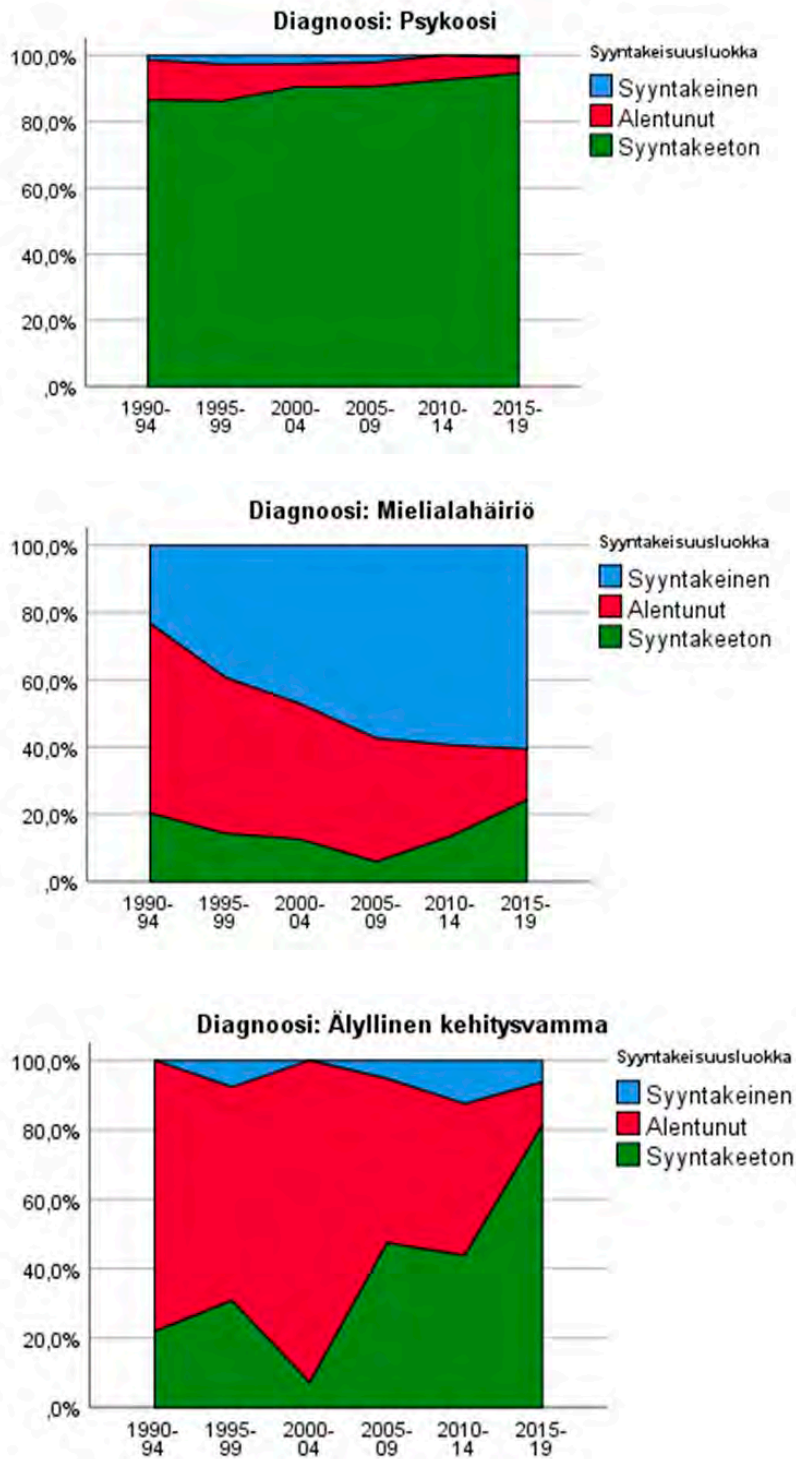 Diagnoosi: Psykoosi
100,0%
80,0%
60,0%
40,0%
20,0%
,0%
1990-94
1995-99
2000-04
2005-09
2010-14
2015-19
Syyntakeisuusluokka
Syyntakeinen
Alentunut
Syyntakeeton
Diagnoosi: Mielialahäiriö
100,0%
80,0%
60,0%
40,0%
20,0%
,0%
1990-94
1995-99
2000-04
2005-09
2010-14
2015-19
Syyntakeisuusluokka
Syyntakeinen
Alentunut
Syyntakeeton
Diagnoosi: Älyllinen kehitysvamma
100,0%
80,0%
60,0%
40,0%
20,0%
,0%
1990-94
1995-99
2000-04
2005-09
2010-14
2015-19
Syyntakeisuusluokka
Syyntakeinen
Alentunut
Syyntakeeton